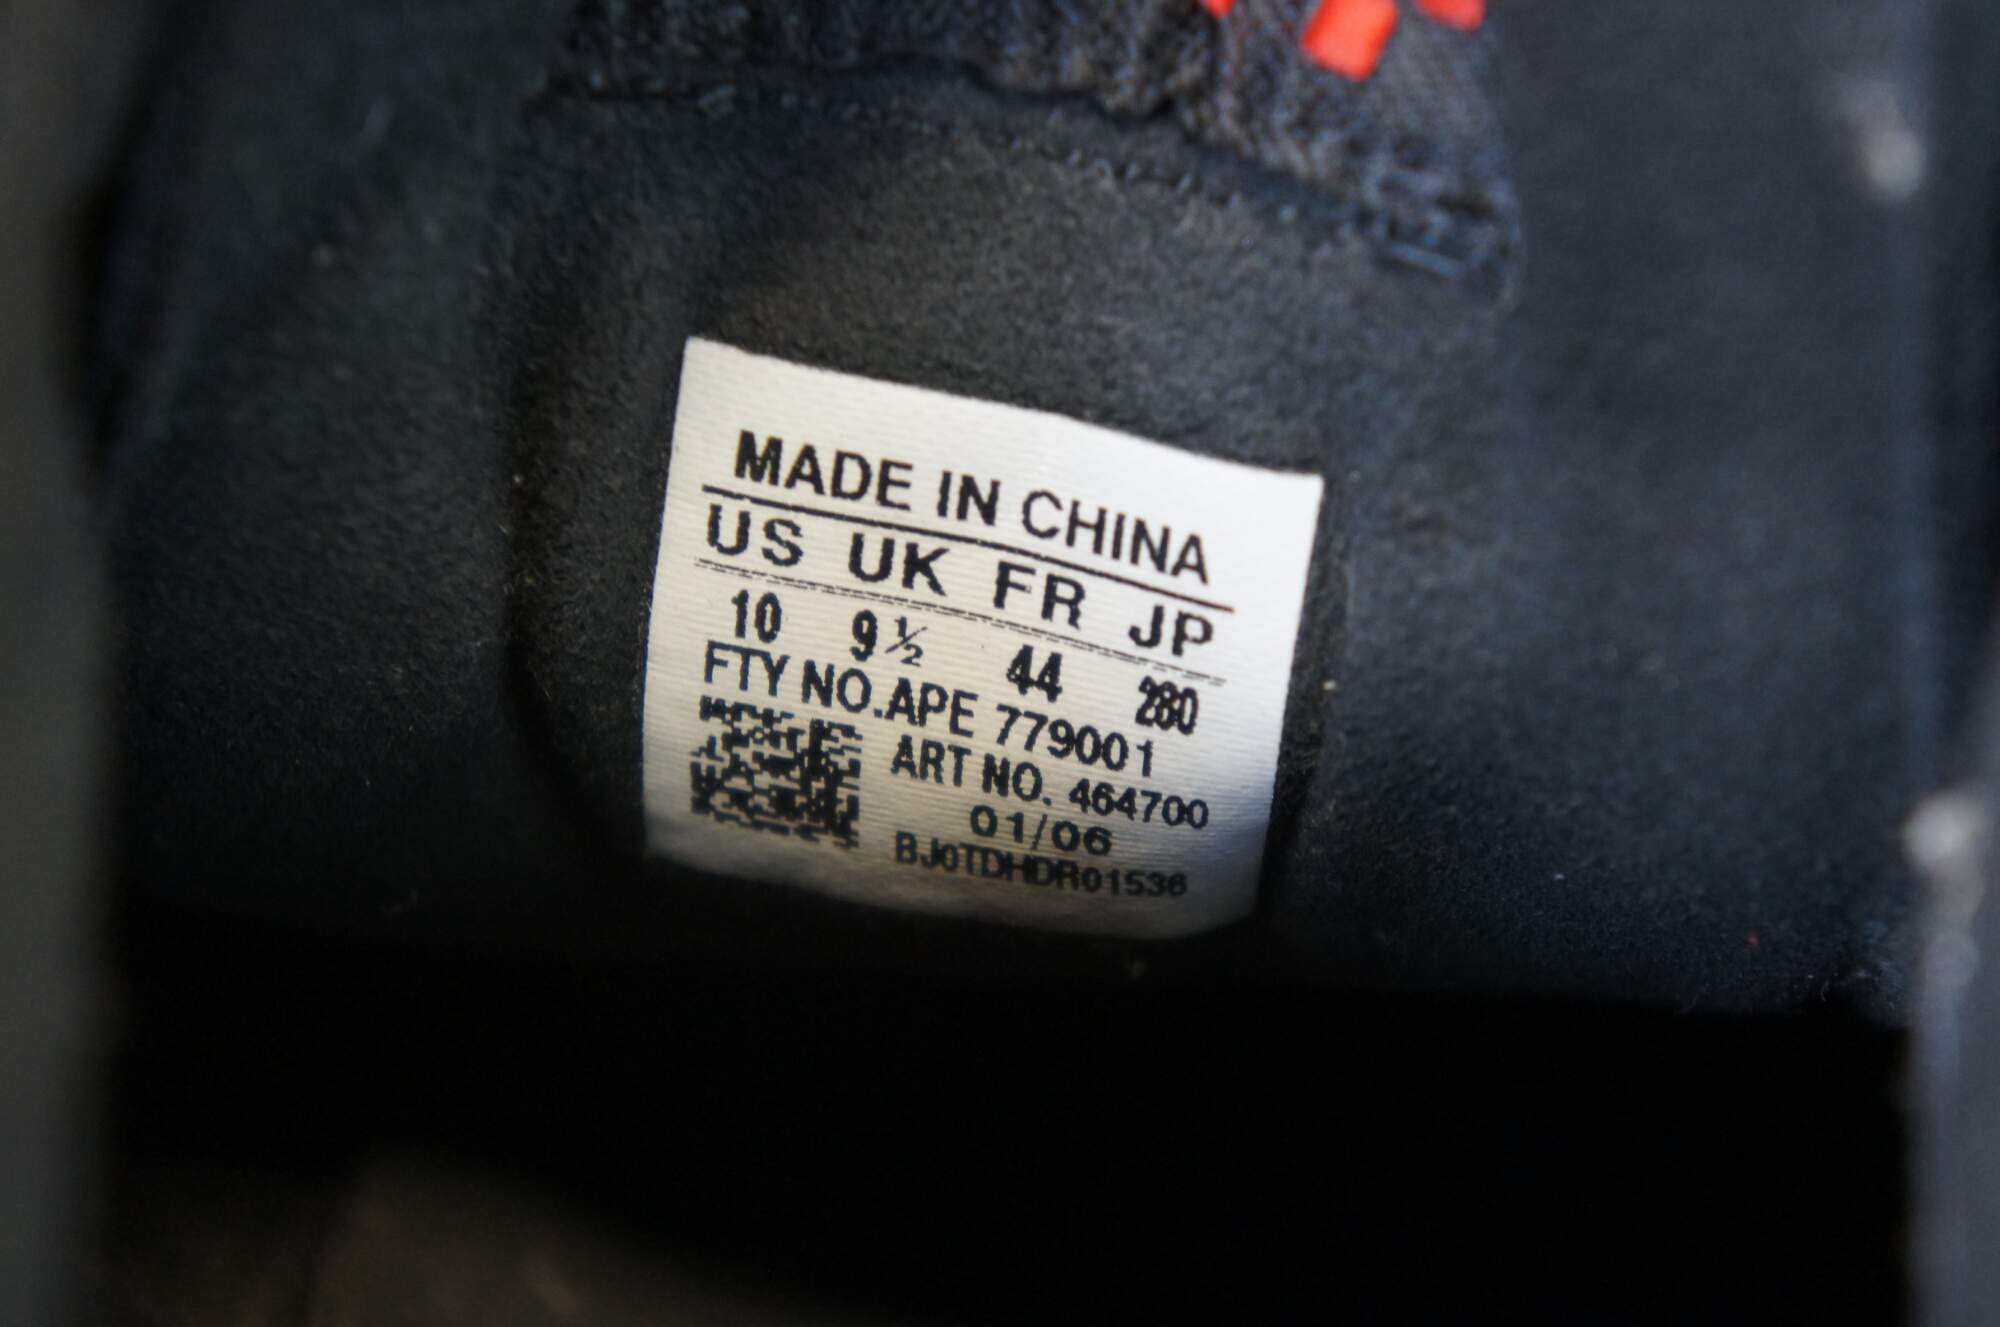 MADE IN CHINA
US UK FR JP
10 9½ 44 280
FTY NO.APE 779001
ART NO. 464700
01/06
BJ0TDHDR01536